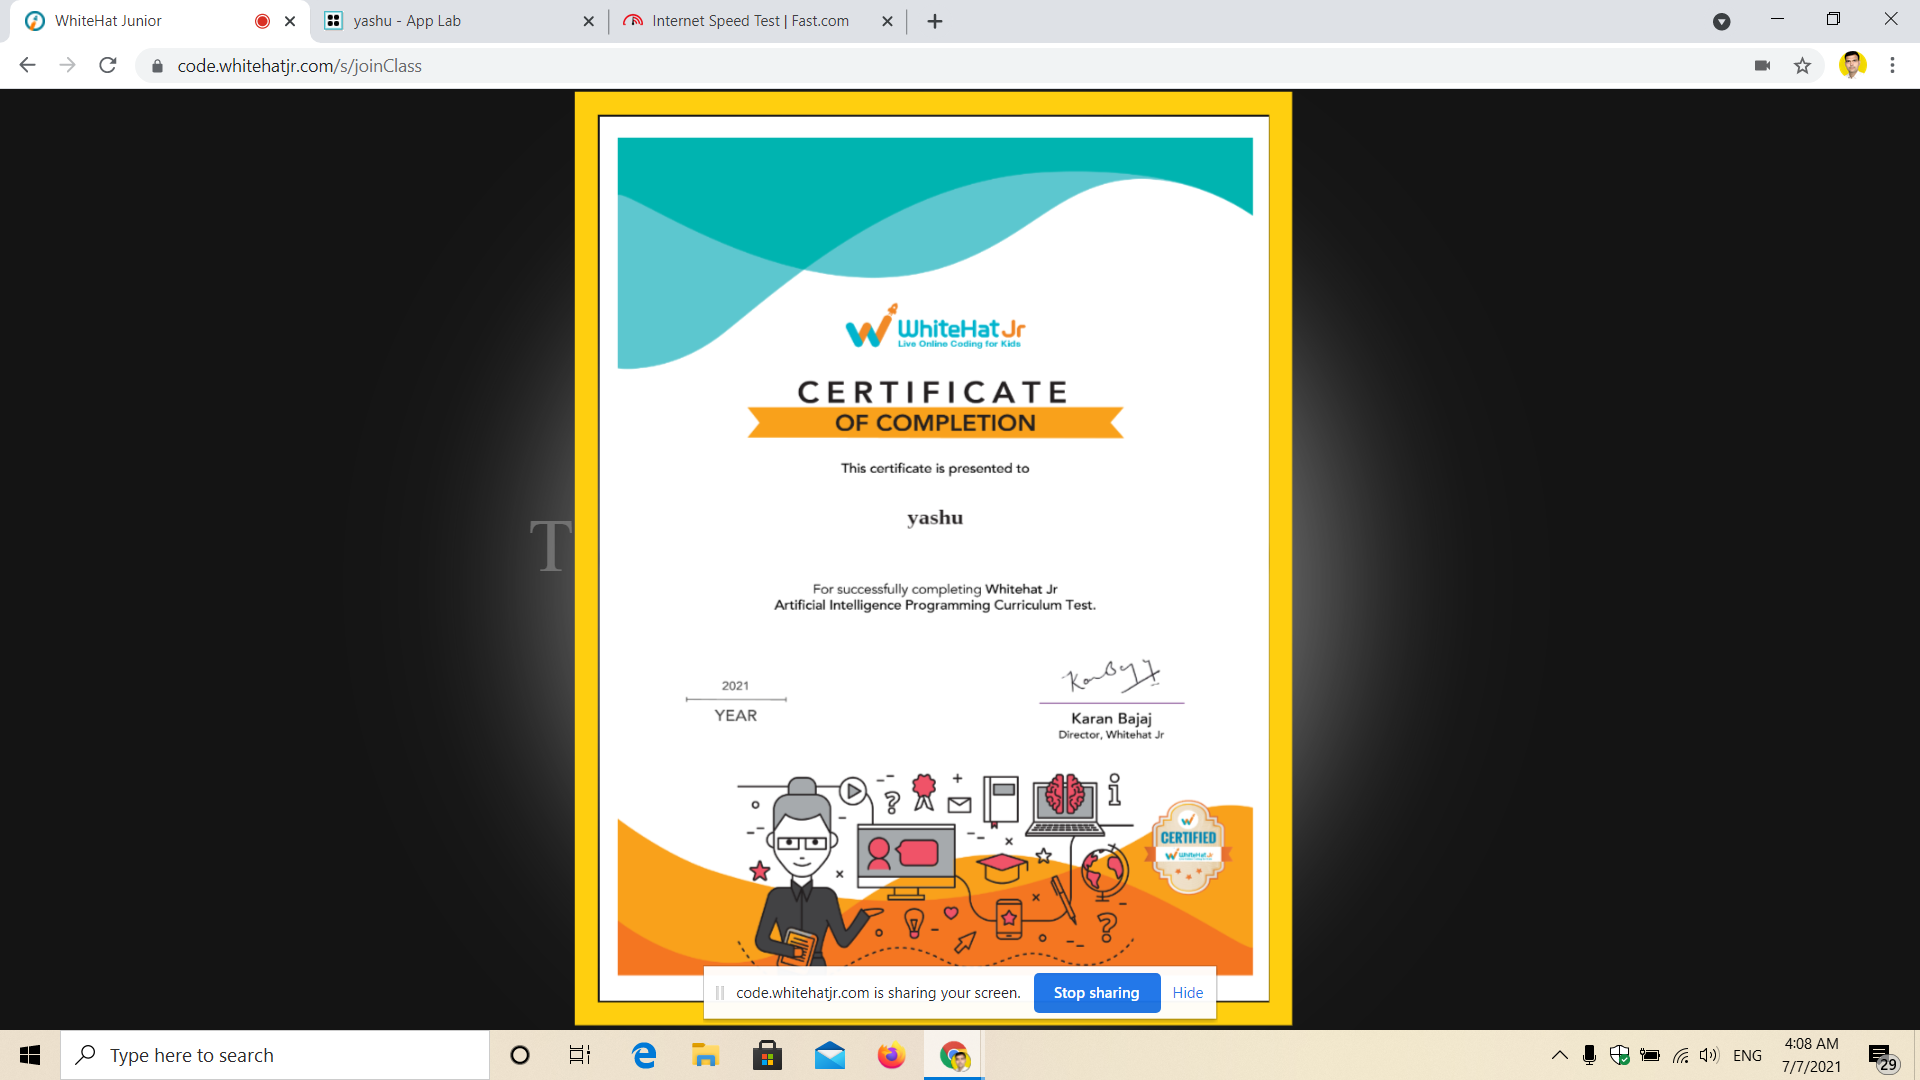 WhiteHat Junior
yashu - App Lab
Internet Speed Test | Fast.com
code.whitehatjr.com/s/joinClass
WhiteHat Jr
Live Online Coding for Kids
CERTIFICATE
OF COMPLETION
This certificate is presented to
yashu
T
For successfully completing Whitehat Jr
Artificial Intelligence Programming Curriculum Test.
2021
YEAR
Karan Bajaj
Director, Whitehat Jr
CERTIFIED
WhiteHat Jr
code.whitehatjr.com is sharing your screen.
Stop sharing
Hide
Type here to search
ENG
4:08 AM
7/7/2021
29